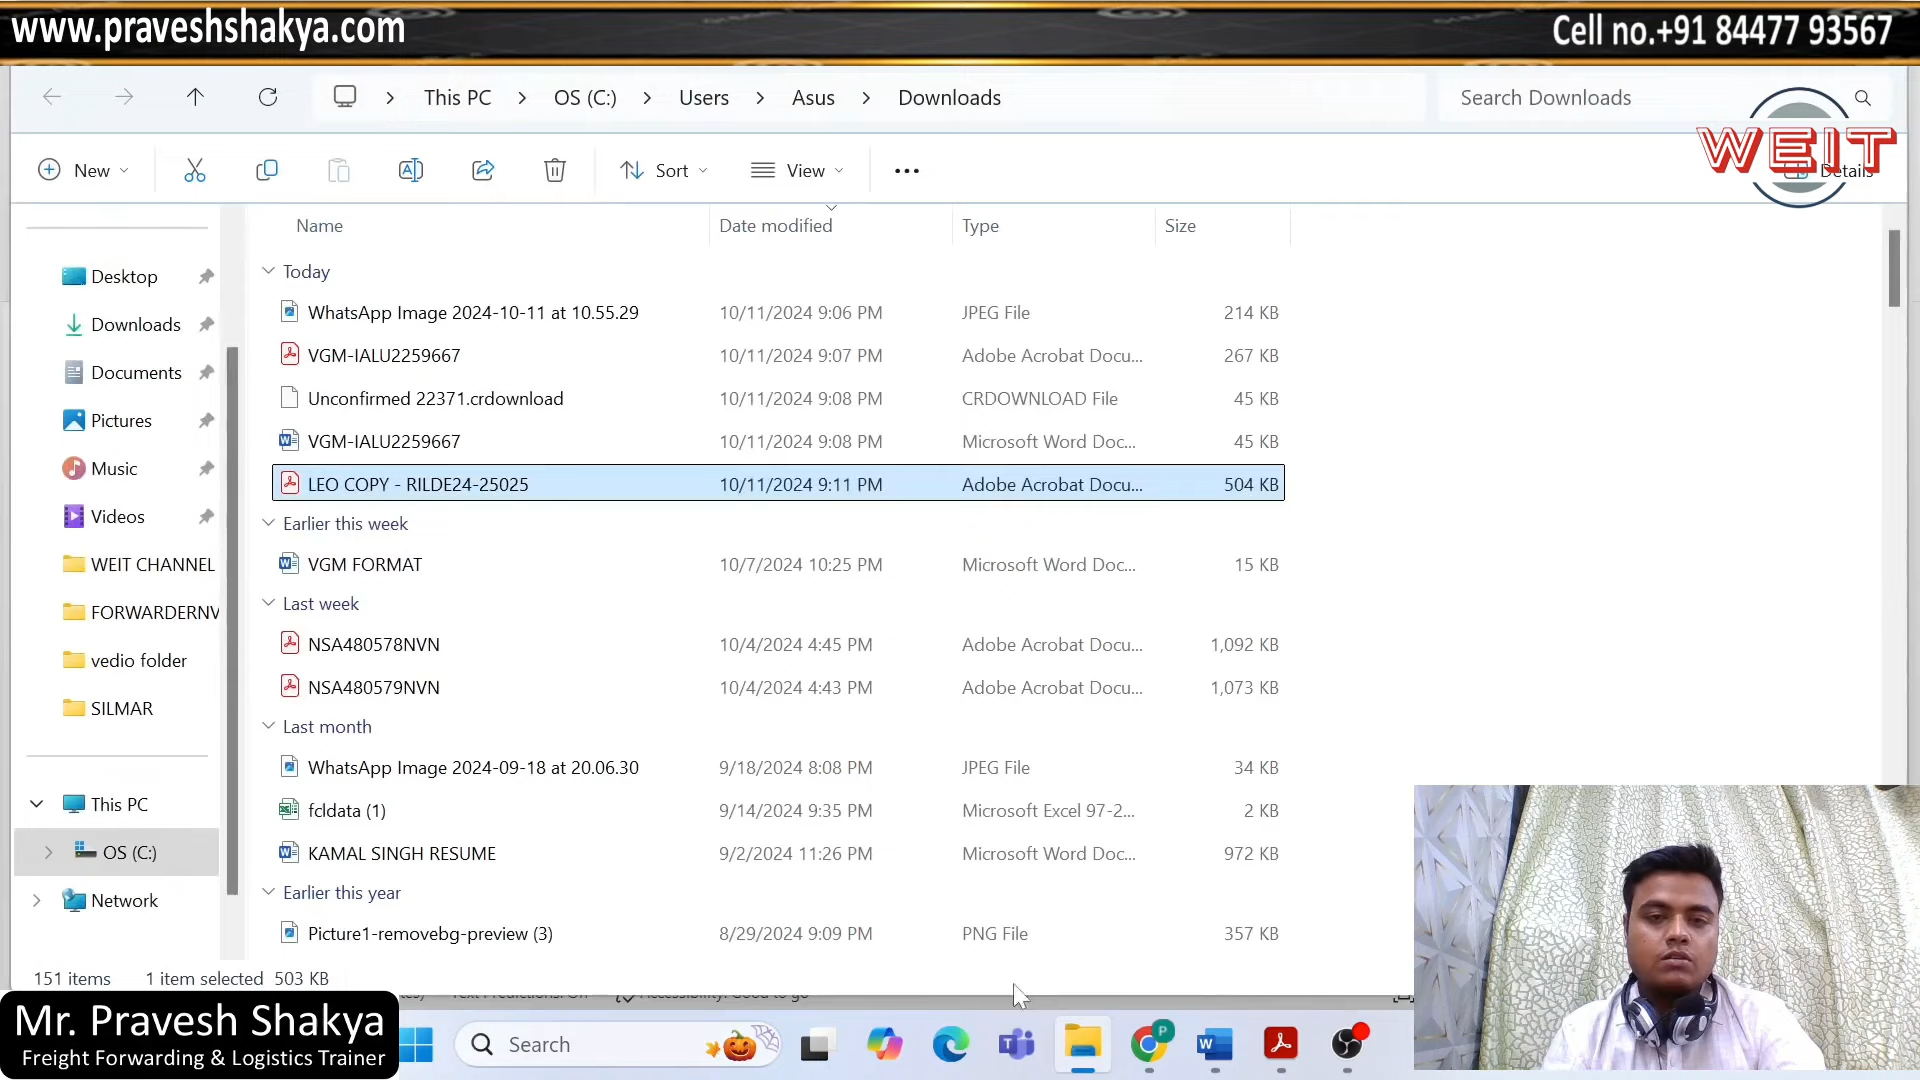 www.praveshshakya.com
Cell no.+91 84477 93567
This PC > OS (C:) > Users > Asus > Downloads
Search Downloads
WEIT
New
Sort
View
Details
Name Date modified Type Size
Desktop
Downloads
Documents
Pictures
Music
Videos
WEIT CHANNEL
FORWARDERNV
vedio folder
SILMAR
This PC
OS (C:)
Network
Today
WhatsApp Image 2024-10-11 at 10.55.29 10/11/2024 9:06 PM JPEG File 214 KB
VGM-IALU2259667 10/11/2024 9:07 PM Adobe Acrobat Docu... 267 KB
Unconfirmed 22371.crdownload 10/11/2024 9:08 PM CRDOWNLOAD File 45 KB
VGM-IALU2259667 10/11/2024 9:08 PM Microsoft Word Doc... 45 KB
LEO COPY - RILDE24-25025 10/11/2024 9:11 PM Adobe Acrobat Docu... 504 KB
Earlier this week
VGM FORMAT 10/7/2024 10:25 PM Microsoft Word Doc... 15 KB
Last week
NSA480578NVN 10/4/2024 4:45 PM Adobe Acrobat Docu... 1,092 KB
NSA480579NVN 10/4/2024 4:43 PM Adobe Acrobat Docu... 1,073 KB
Last month
WhatsApp Image 2024-09-18 at 20.06.30 9/18/2024 8:08 PM JPEG File 34 KB
fcldata (1) 9/14/2024 9:35 PM Microsoft Excel 97-2... 2 KB
KAMAL SINGH RESUME 9/2/2024 11:26 PM Microsoft Word Doc... 972 KB
Earlier this year
Picture1-removebg-preview (3) 8/29/2024 9:09 PM PNG File 357 KB
151 items 1 item selected 503 KB
Mr. Pravesh Shakya
Freight Forwarding & Logistics Trainer
Search